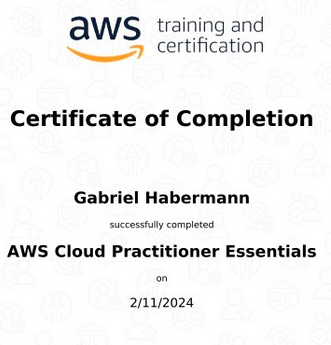 aws training and
certification
Certificate of Completion
Gabriel Habermann
successfully completed
AWS Cloud Practitioner Essentials
on
2/11/2024